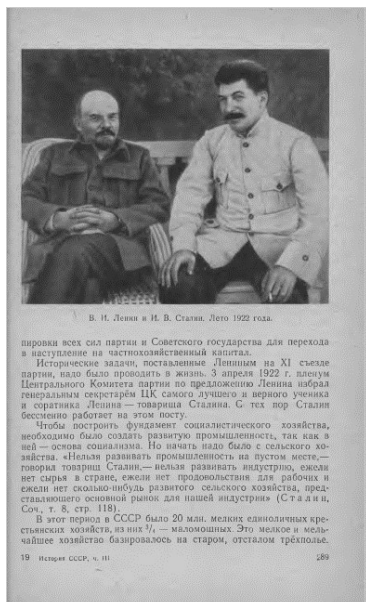 В. И. Ленин и И. В. Сталин. Лето 1922 года.
пировки всех сил партии и Советского государства для перехода
в наступление на частнохозяйственный капитал.
Исторические задачи, поставленные Лениным на XI съезде
партии, надо было проводить в жизнь. 3 апреля 1922 г. пленум
Центрального Комитета партии по предложению Ленина избрал
генеральным секретарём ЦК самого лучшего и верного ученика
и соратника Ленина — товарища Сталина. С тех пор Сталин
бессменно работает на этом посту.
Чтобы построить фундамент социалистического хозяйства,
необходимо было создать развитую промышленность, так как в
ней — основа социализма. Но начать надо было с сельского хо-
зяйства. «Нельзя развивать промышленность на пустом месте,—
говорил товарищ Сталин,— нельзя развивать индустрию, ежели
нет сырья в стране, ежели нет продовольствия для рабочих и
ежели нет сколько-нибудь развитого сельского хозяйства, пред-
ставляющего основной рынок для нашей индустрии» (Сталин,
Соч., т. 8, стр. 118).
В этот период в СССР было 20 млн. мелких единоличных кре-
стьянских хозяйств, из них ³/₄ — маломощных. Это мелкое и мель-
чайшее хозяйство базировалось на старом, отсталом трёхполье.
19 История СССР, ч. III 289